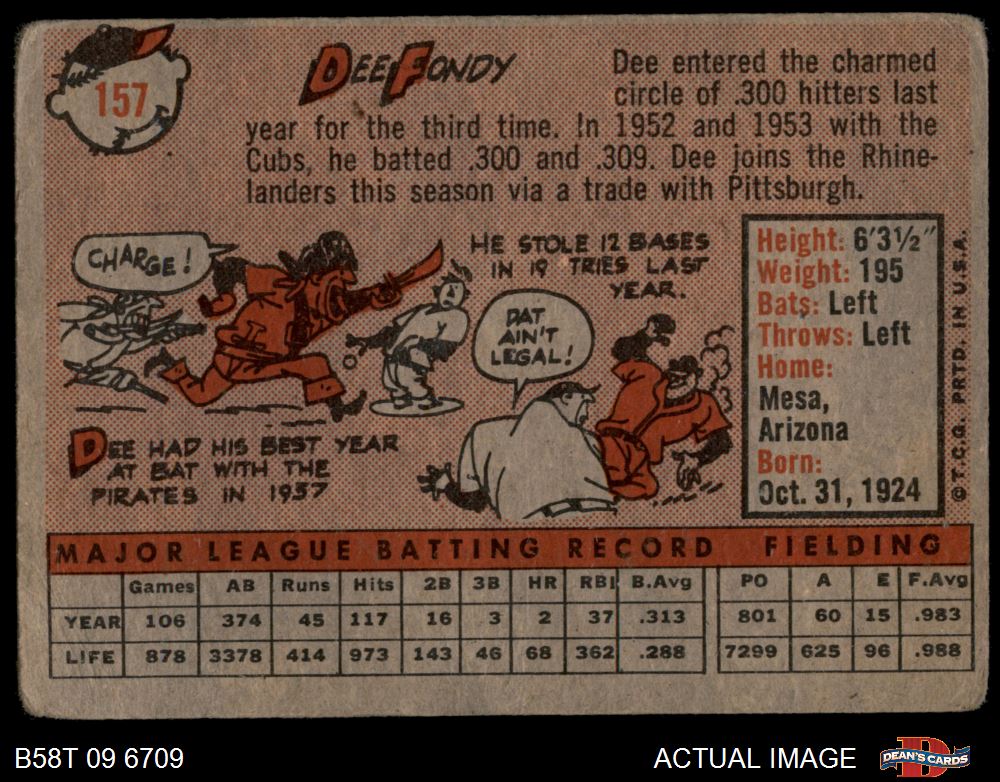 157
DEE FONDY
Dee entered the charmed
circle of .300 hitters last
year for the third time. In 1952 and 1953 with the
Cubs, he batted .300 and .309. Dee joins the Rhine-
landers this season via a trade with Pittsburgh.
CHARGE!
HE STOLE 12 BASES
IN 19 TRIES LAST
YEAR.
DAT
AIN'T
LEGAL!
DEE HAD HIS BEST YEAR
AT BAT WITH THE
PIRATES IN 1957
Height: 6'3½"
Weight: 195
Bats: Left
Throws: Left
Home:
Mesa,
Arizona
Born:
Oct. 31, 1924
© T.C.G. PRTD. IN U.S.A.
MAJOR LEAGUE BATTING RECORD FIELDING
Games AB Runs Hits 2B 3B HR RBI B.Avg PO A E F.Avg
YEAR 106 374 45 117 16 3 2 37 .313 801 60 15 .983
LIFE 878 3378 414 973 143 46 68 362 .288 7299 625 96 .988
B58T 09 6709
ACTUAL IMAGE
DEAN'S CARDS